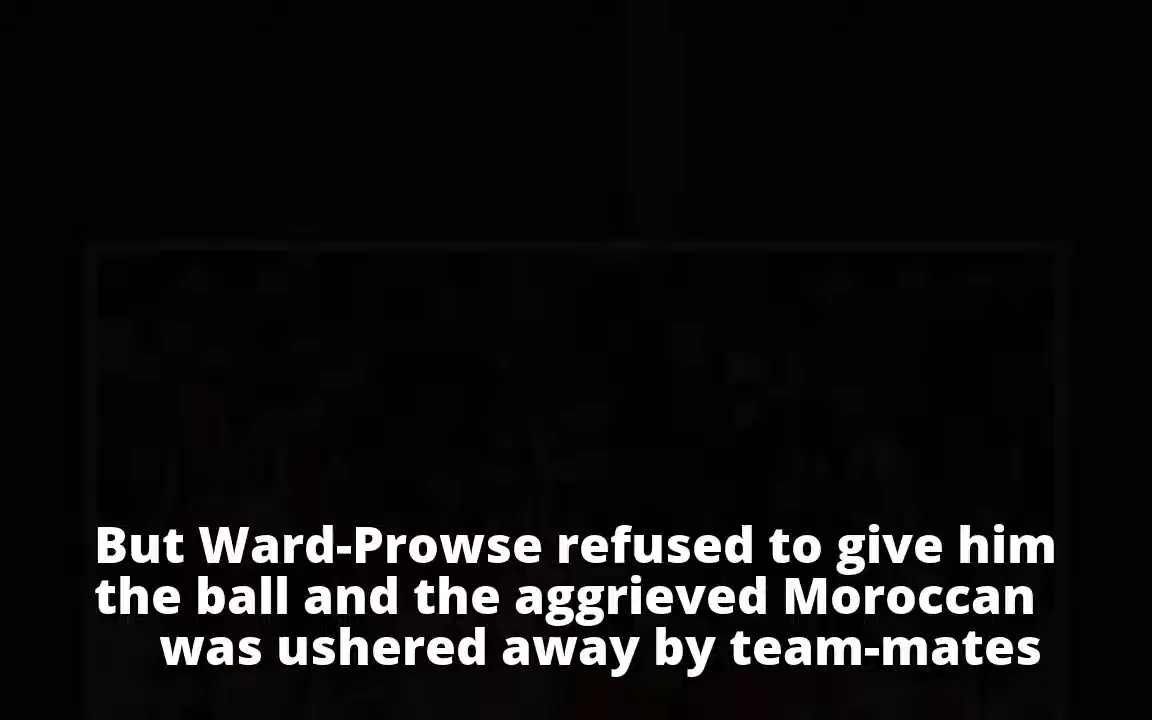 But Ward-Prowse refused to give him
the ball and the aggrieved Moroccan
was ushered away by team-mates